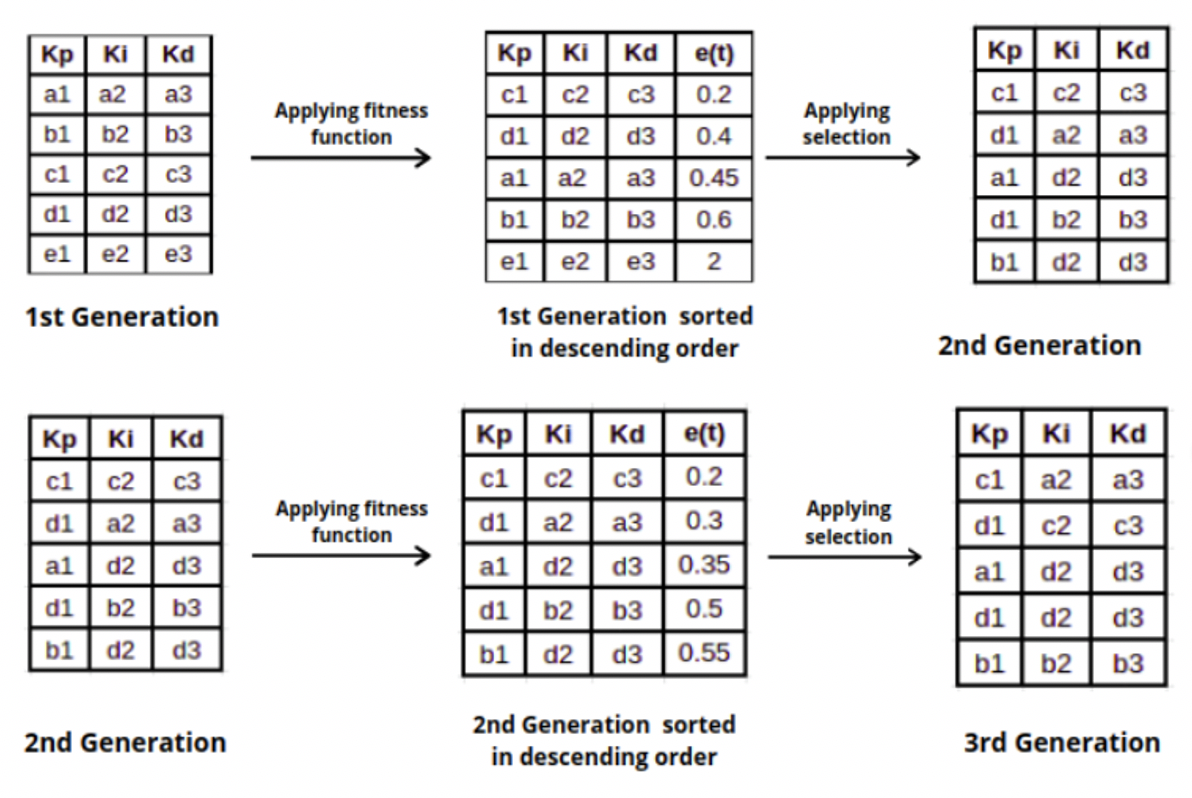 Kp Ki Kd
a1 a2 a3
b1 b2 b3
c1 c2 c3
d1 d2 d3
e1 e2 e3
1st Generation
Applying fitness
function
Kp Ki Kd e(t)
c1 c2 c3 0.2
d1 d2 d3 0.4
a1 a2 a3 0.45
b1 b2 b3 0.6
e1 e2 e3 2
1st Generation sorted
in descending order
Applying
selection
Kp Ki Kd
c1 c2 c3
d1 a2 a3
a1 d2 d3
d1 b2 b3
b1 d2 d3
2nd Generation
Kp Ki Kd
c1 c2 c3
d1 a2 a3
a1 d2 d3
d1 b2 b3
b1 d2 d3
2nd Generation
Applying fitness
function
Kp Ki Kd e(t)
c1 c2 c3 0.2
d1 a2 a3 0.3
a1 d2 d3 0.35
d1 b2 b3 0.5
b1 d2 d3 0.55
2nd Generation sorted
in descending order
Applying
selection
Kp Ki Kd
c1 a2 a3
d1 c2 c3
a1 d2 d3
d1 d2 d3
b1 b2 b3
3rd Generation